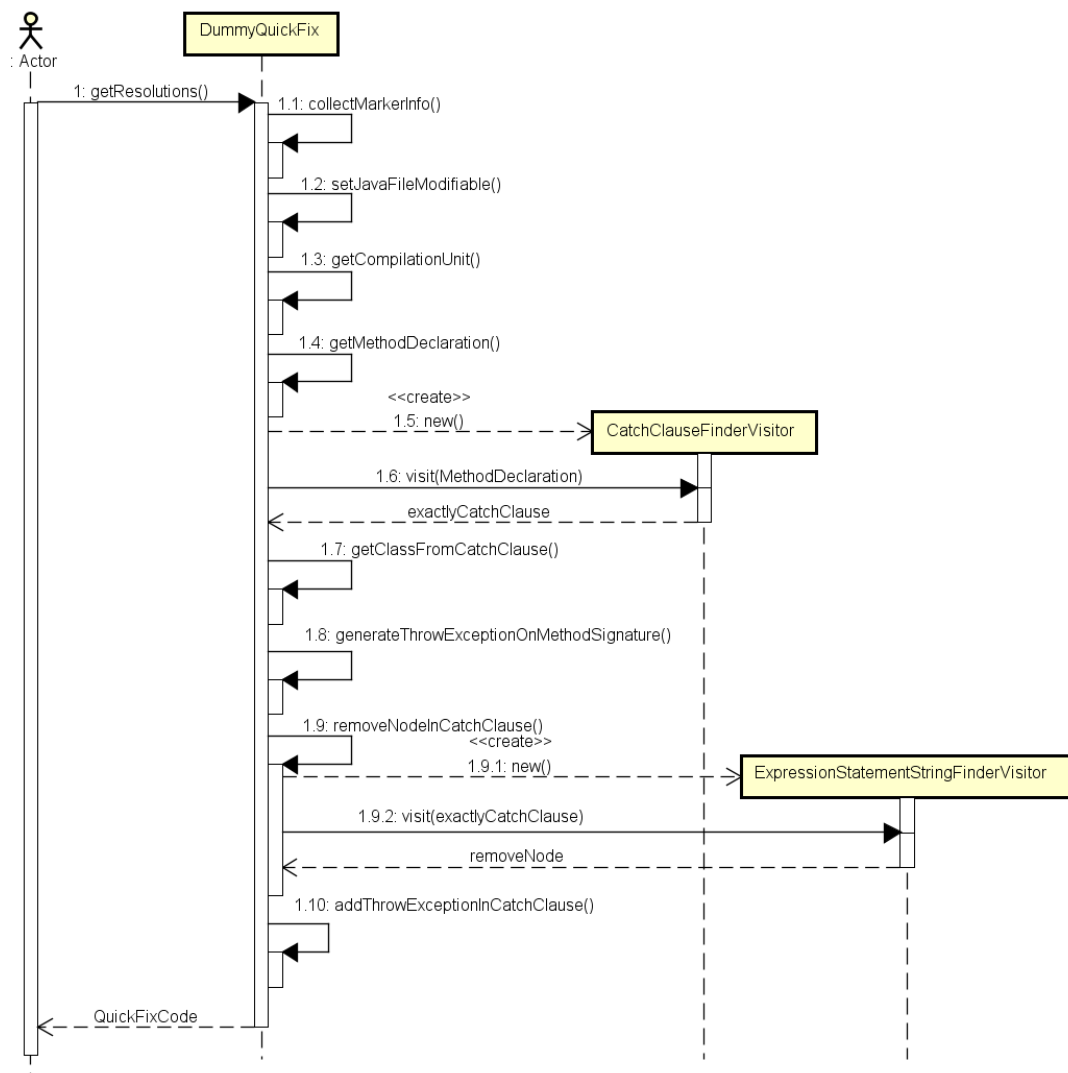 DummyQuickFix
: Actor
1: getResolutions()
1.1: collectMarkerInfo()
1.2: setJavaFileModifiable()
1.3: getCompilationUnit()
1.4: getMethodDeclaration()
<<create>>
1.5: new()
CatchClauseFinderVisitor
1.6: visit(MethodDeclaration)
exactlyCatchClause
1.7: getClassFromCatchClause()
1.8: generateThrowExceptionOnMethodSignature()
1.9: removeNodeInCatchClause()
<<create>>
1.9.1: new()
ExpressionStatementStringFinderVisitor
1.9.2: visit(exactlyCatchClause)
removeNode
1.10: addThrowExceptionInCatchClause()
QuickFixCode